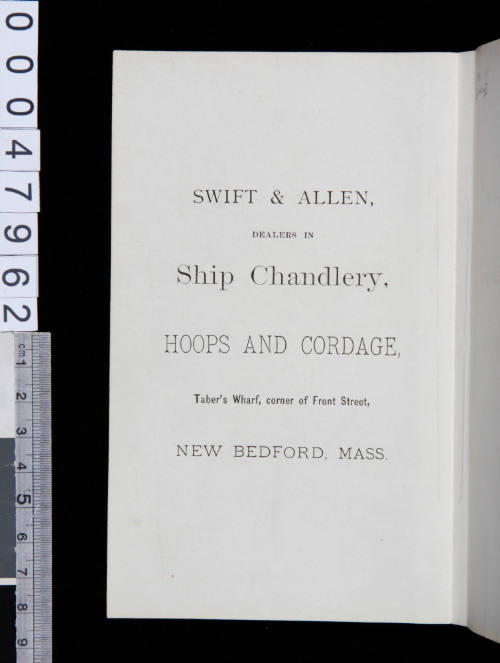 00047962
SWIFT & ALLEN,
DEALERS IN
Ship Chandlery,
HOOPS AND CORDAGE,
Taber's Wharf, corner of Front Street,
NEW BEDFORD, MASS.
cm 1 2 3 4 5 6 7 8 9